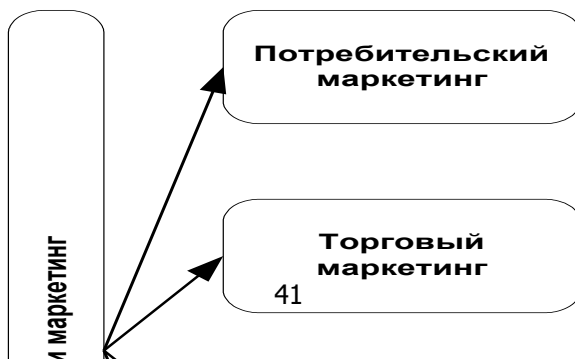 Потребительский
маркетинг
Торговый
маркетинг
41
и маркетинг